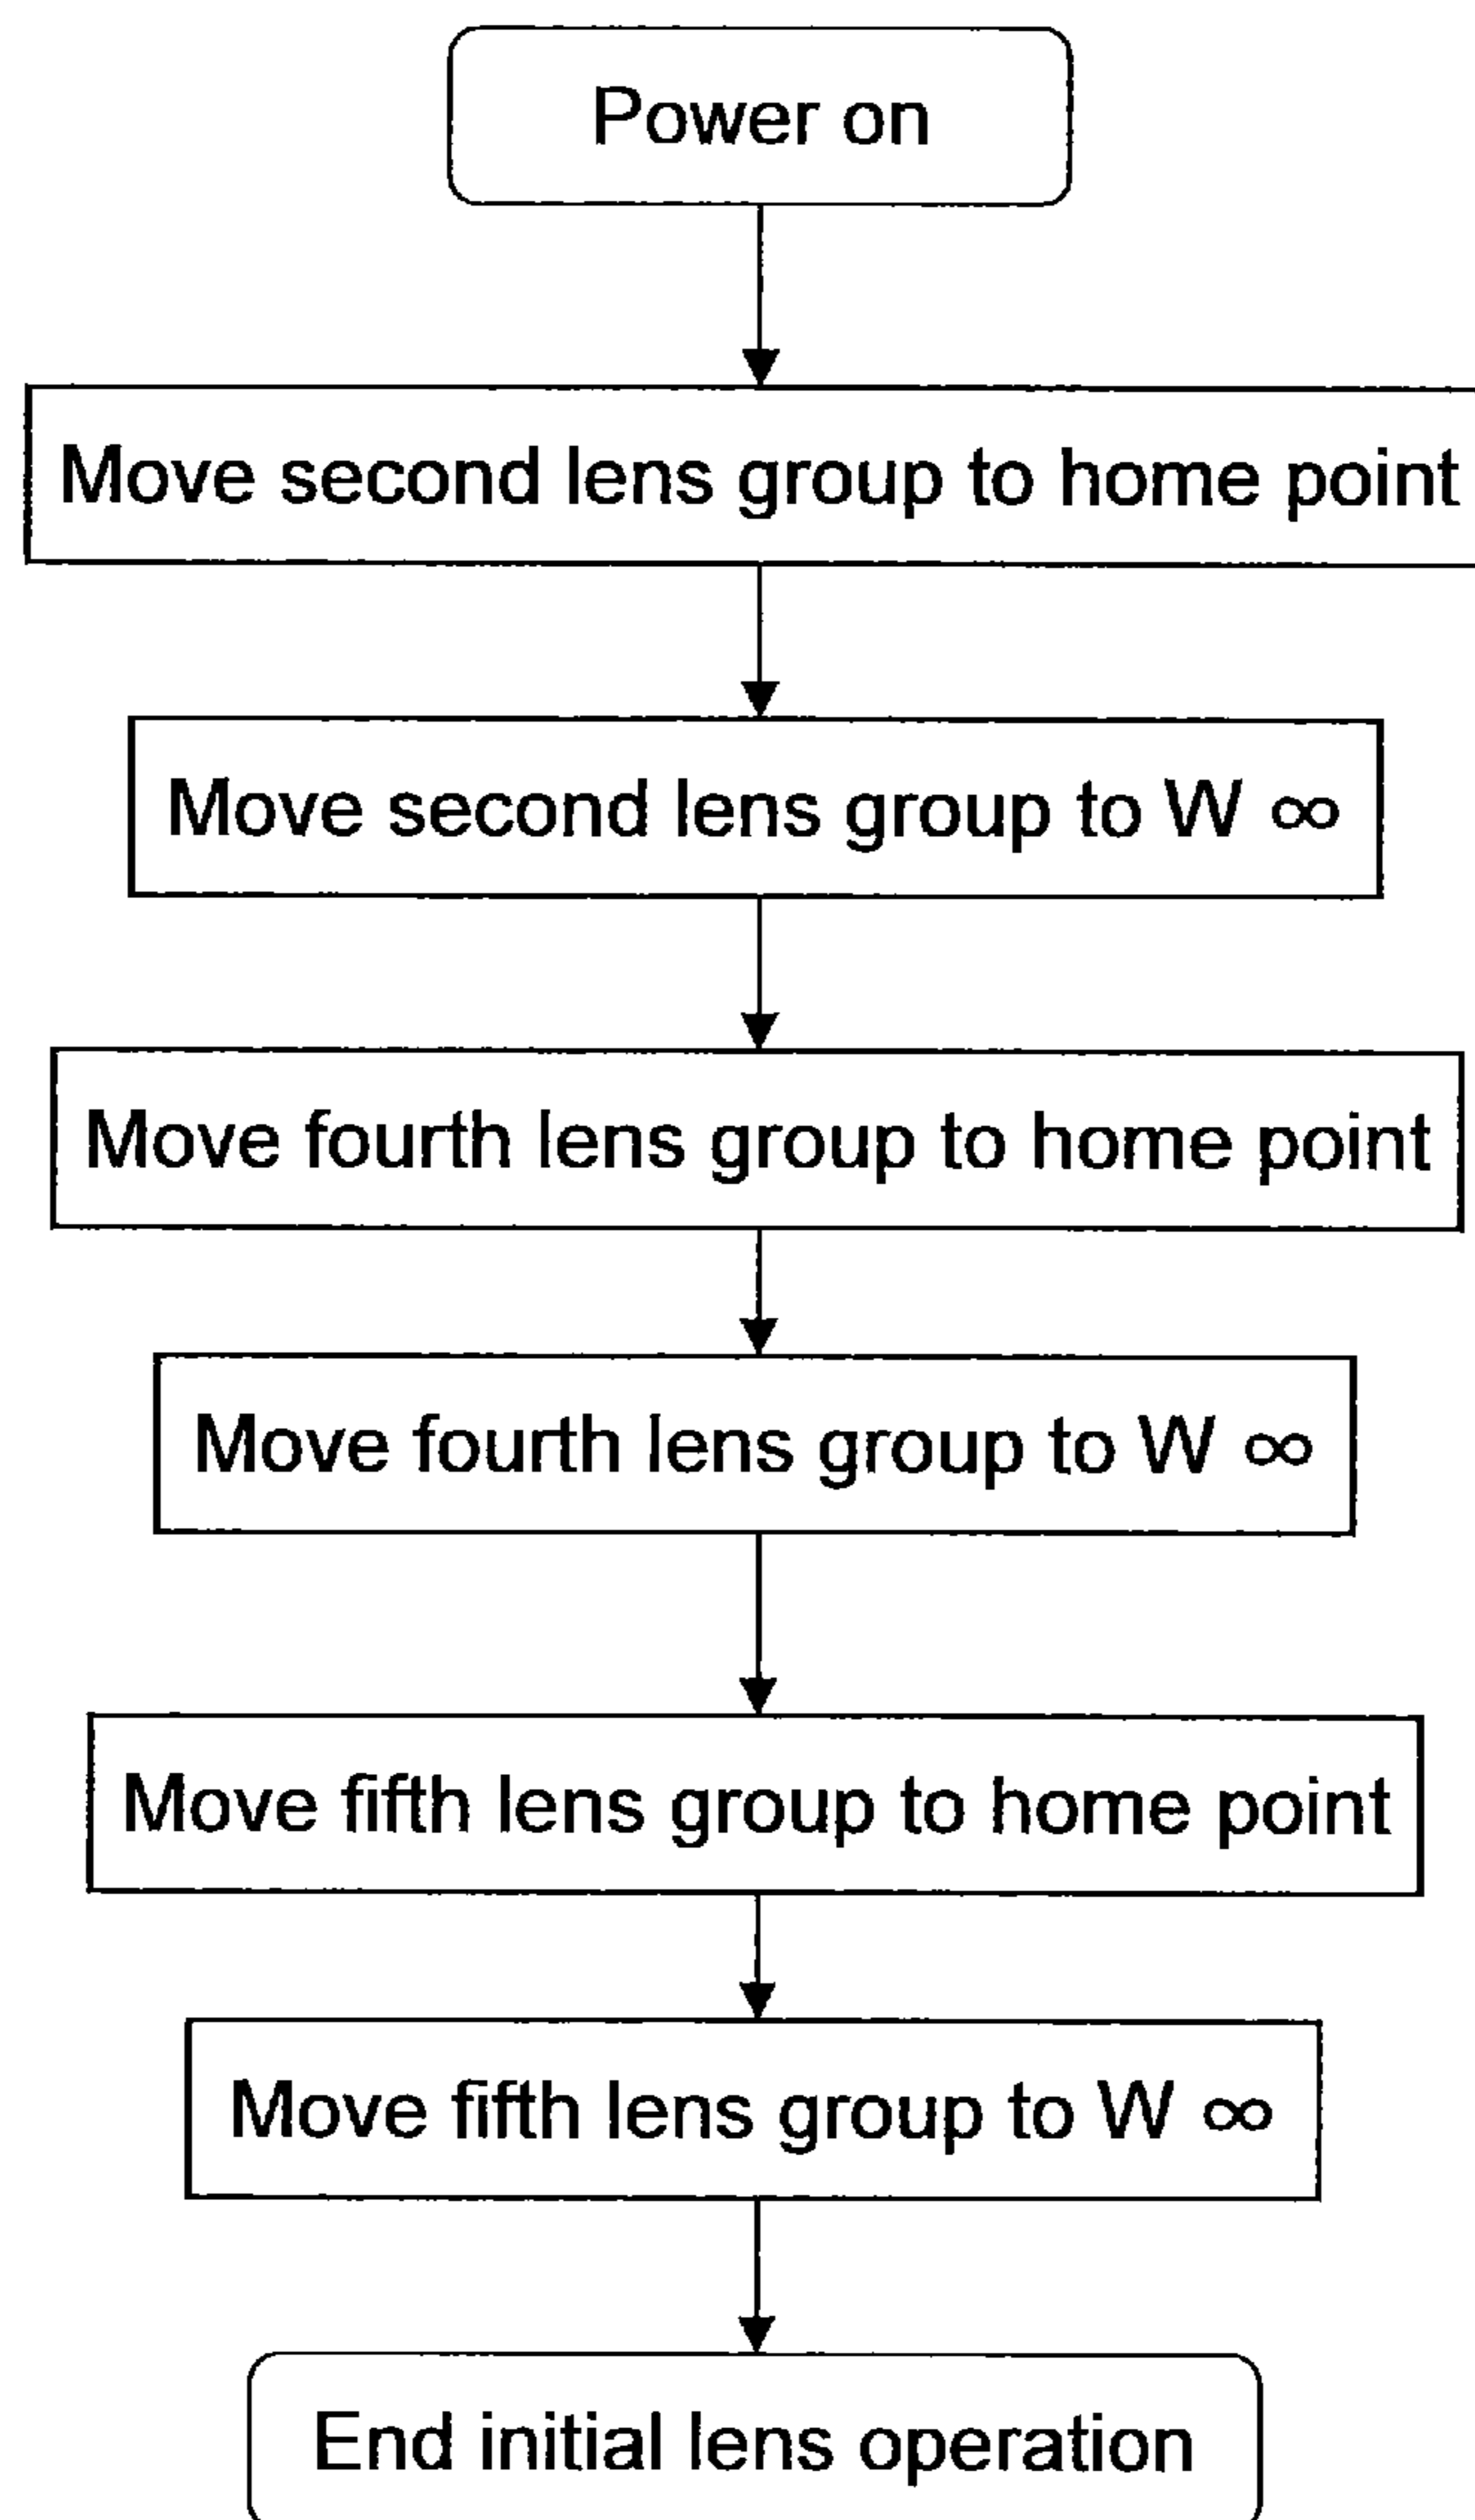 Power on
Move second lens group to home point
Move second lens group to W ∞
Move fourth lens group to home point
Move fourth lens group to W ∞
Move fifth lens group to home point
Move fifth lens group to W ∞
End initial lens operation